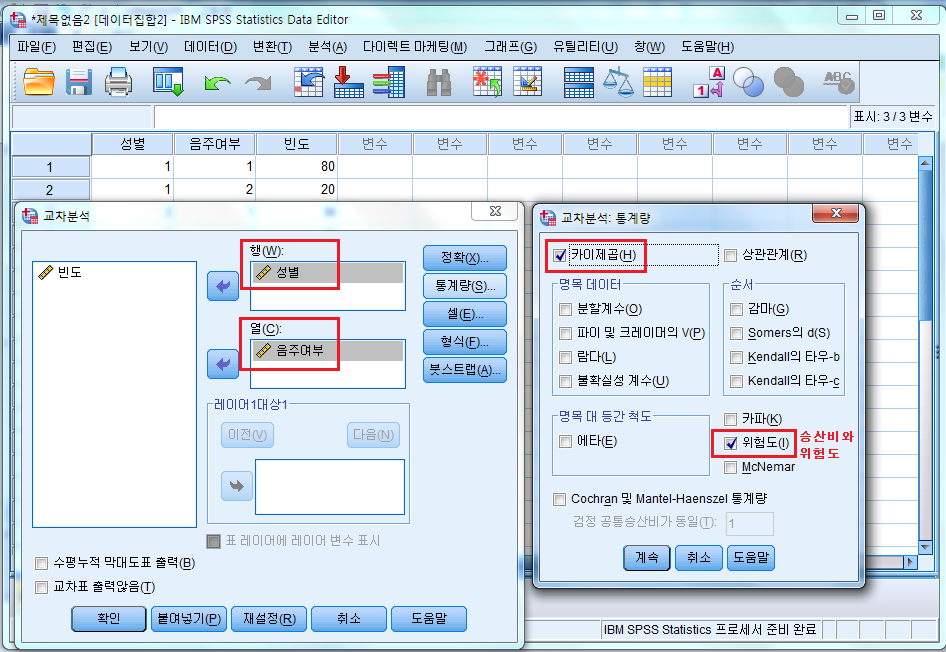 *제목없음2 [데이터집합2] - IBM SPSS Statistics Data Editor
파일(F) 편집(E) 보기(V) 데이터(D) 변환(T) 분석(A) 다이렉트 마케팅(M) 그래프(G) 유틸리티(U) 창(W) 도움말(H)
A
1
ABC
표시: 3 / 3 변수
성별 음주여부 빈도 변수 변수 변수 변수 변수 변수 변수 변수
1 1 1 80
2 1 2 20
교차분석
빈도
행(W):
성별
열(C):
음주여부
레이어1대상1
이전(V) 다음(N)
표 레이어에 레이어 변수 표시
정확(X)...
통계량(S)...
셀(E)...
형식(F)...
붓스트랩(A)...
수평누적 막대도표 출력(B)
교차표 출력않음(T)
확인 붙여넣기(P) 재설정(R) 취소 도움말
교차분석: 통계량
카이제곱(H) 상관관계(R)
명목 데이터
분할계수(O)
파이 및 크레이머의 V(P)
람다(L)
불확실성 계수(U)
순서
감마(G)
Somers의 d(S)
Kendall의 타우-b
Kendall의 타우-c
명목 대 등간 척도
에타(E)
카파(K)
위험도(I)
McNemar
승산비와
위험도
Cochran 및 Mantel-Haenszel 통계량
검정 공통승산비가 동일(T): 1
계속 취소 도움말
IBM SPSS Statistics 프로세서 준비 완료